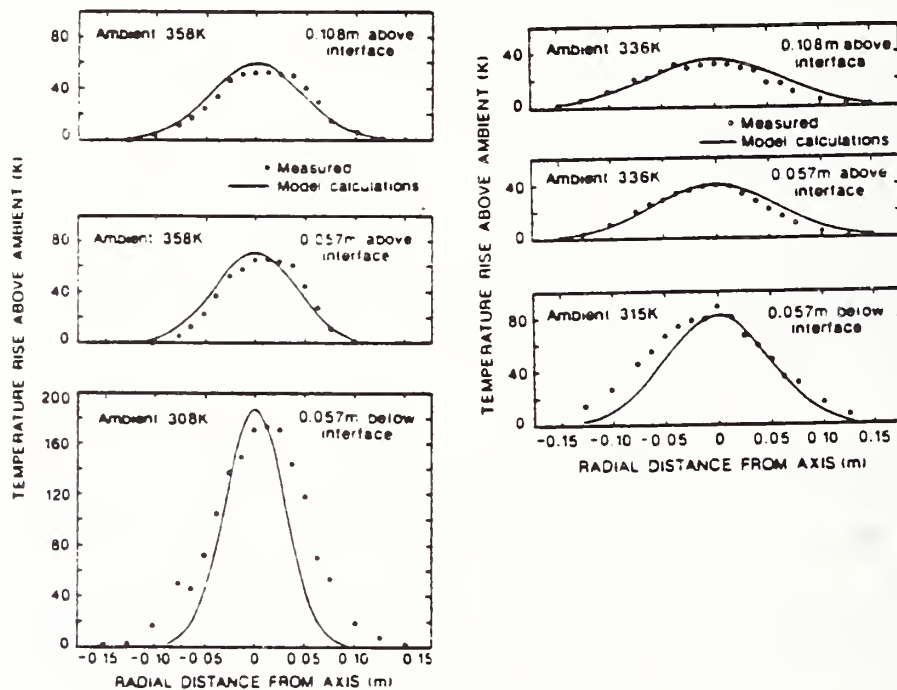 TEMPERATURE RISE ABOVE AMBIENT (K)
80
40
0
Ambient 358K
0.108m above
interface
• Measured
— Model calculations
80
40
0
Ambient 358K
0.057m above
interface
200
160
120
80
40
0
Ambient 308K
0.057m below
interface
-0.15 -0.10 -0.05 0 0.05 0.10 0.15
RADIAL DISTANCE FROM AXIS (m)
TEMPERATURE RISE ABOVE AMBIENT (K)
40
0
Ambient 336K
0.108m above
interface
• Measured
— Model calculations
40
0
Ambient 336K
0.057m above
interface
80
40
0
Ambient 315K
0.057m below
interface
-0.15 -0.10 -0.05 0 0.05 0.10 0.15
RADIAL DISTANCE FROM AXIS (m)